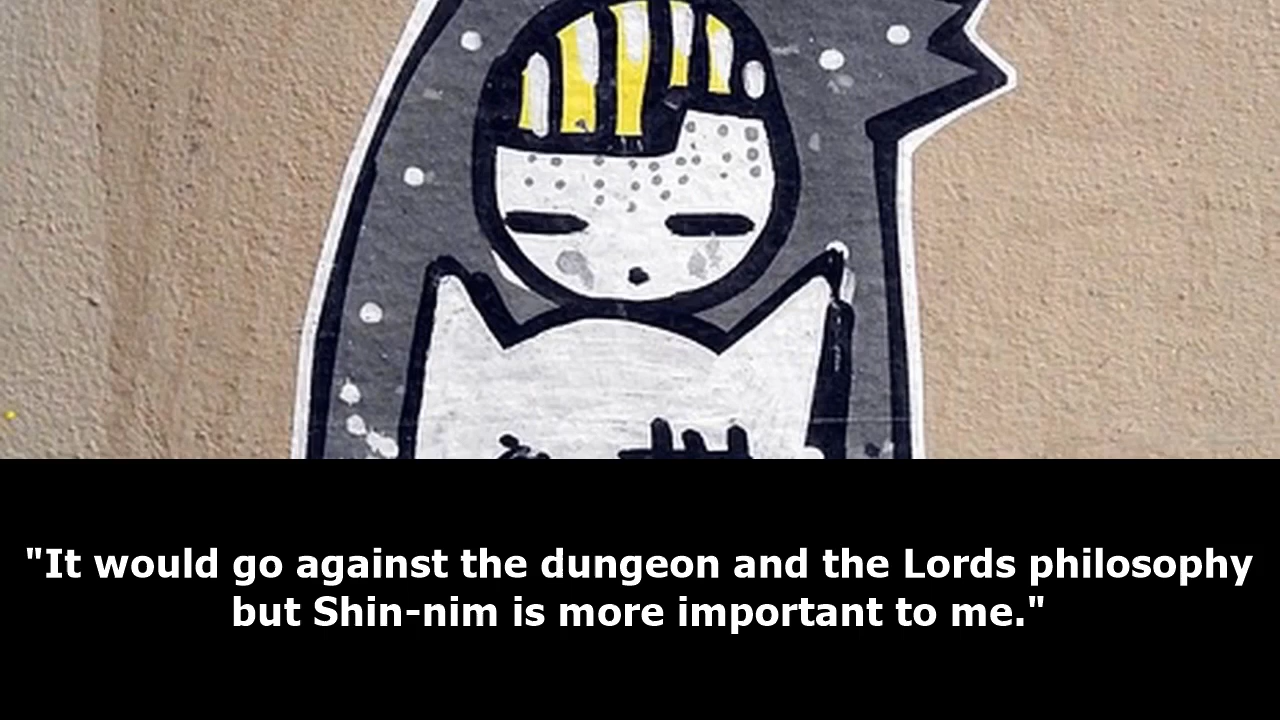 "It would go against the dungeon and the Lords philosophy
but Shin-nim is more important to me."